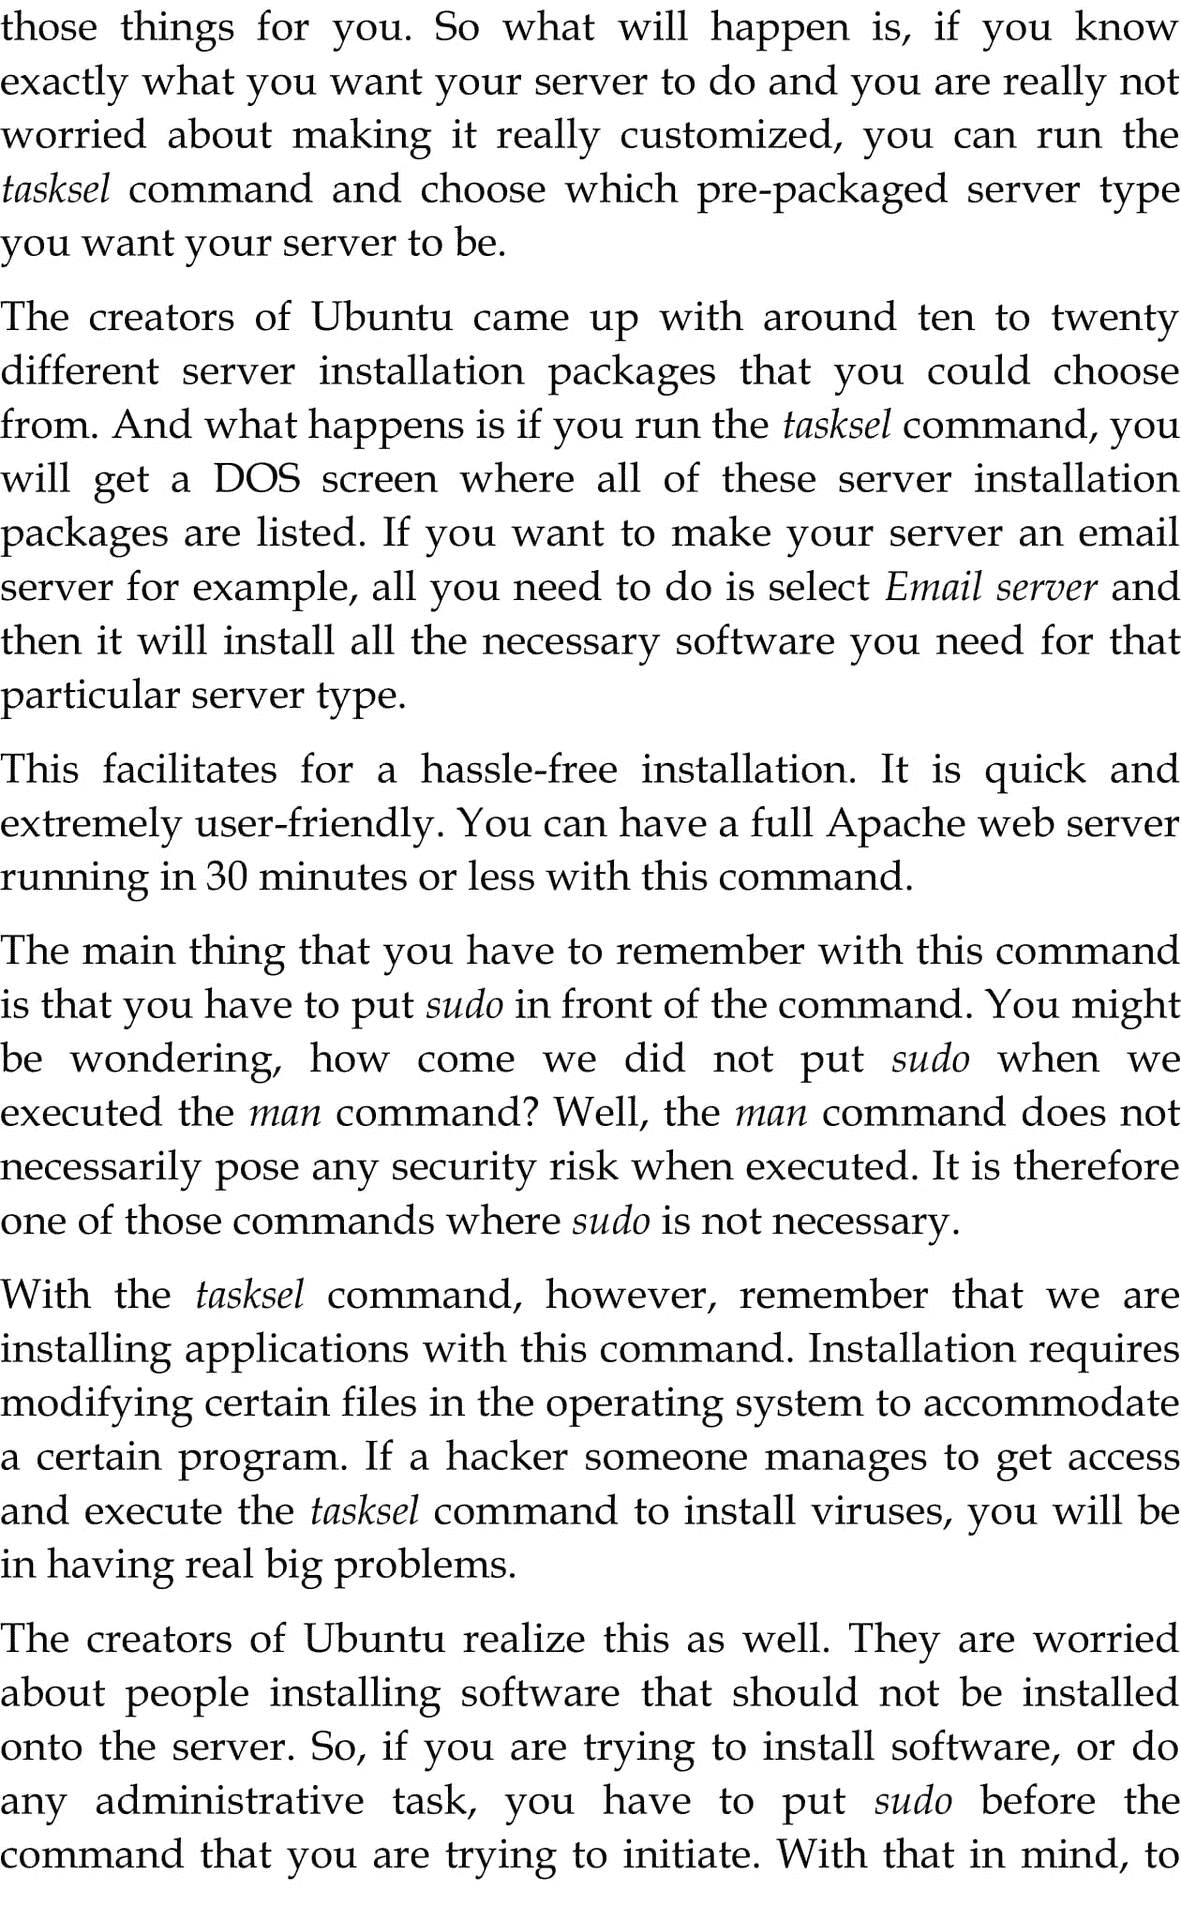 those things for you. So what will happen is, if you know
exactly what you want your server to do and you are really not
worried about making it really customized, you can run the
tasksel command and choose which pre-packaged server type
you want your server to be.
The creators of Ubuntu came up with around ten to twenty
different server installation packages that you could choose
from. And what happens is if you run the tasksel command, you
will get a DOS screen where all of these server installation
packages are listed. If you want to make your server an email
server for example, all you need to do is select Email server and
then it will install all the necessary software you need for that
particular server type.
This facilitates for a hassle-free installation. It is quick and
extremely user-friendly. You can have a full Apache web server
running in 30 minutes or less with this command.
The main thing that you have to remember with this command
is that you have to put sudo in front of the command. You might
be wondering, how come we did not put sudo when we
executed the man command? Well, the man command does not
necessarily pose any security risk when executed. It is therefore
one of those commands where sudo is not necessary.
With the tasksel command, however, remember that we are
installing applications with this command. Installation requires
modifying certain files in the operating system to accommodate
a certain program. If a hacker someone manages to get access
and execute the tasksel command to install viruses, you will be
in having real big problems.
The creators of Ubuntu realize this as well. They are worried
about people installing software that should not be installed
onto the server. So, if you are trying to install software, or do
any administrative task, you have to put sudo before the
command that you are trying to initiate. With that in mind, to